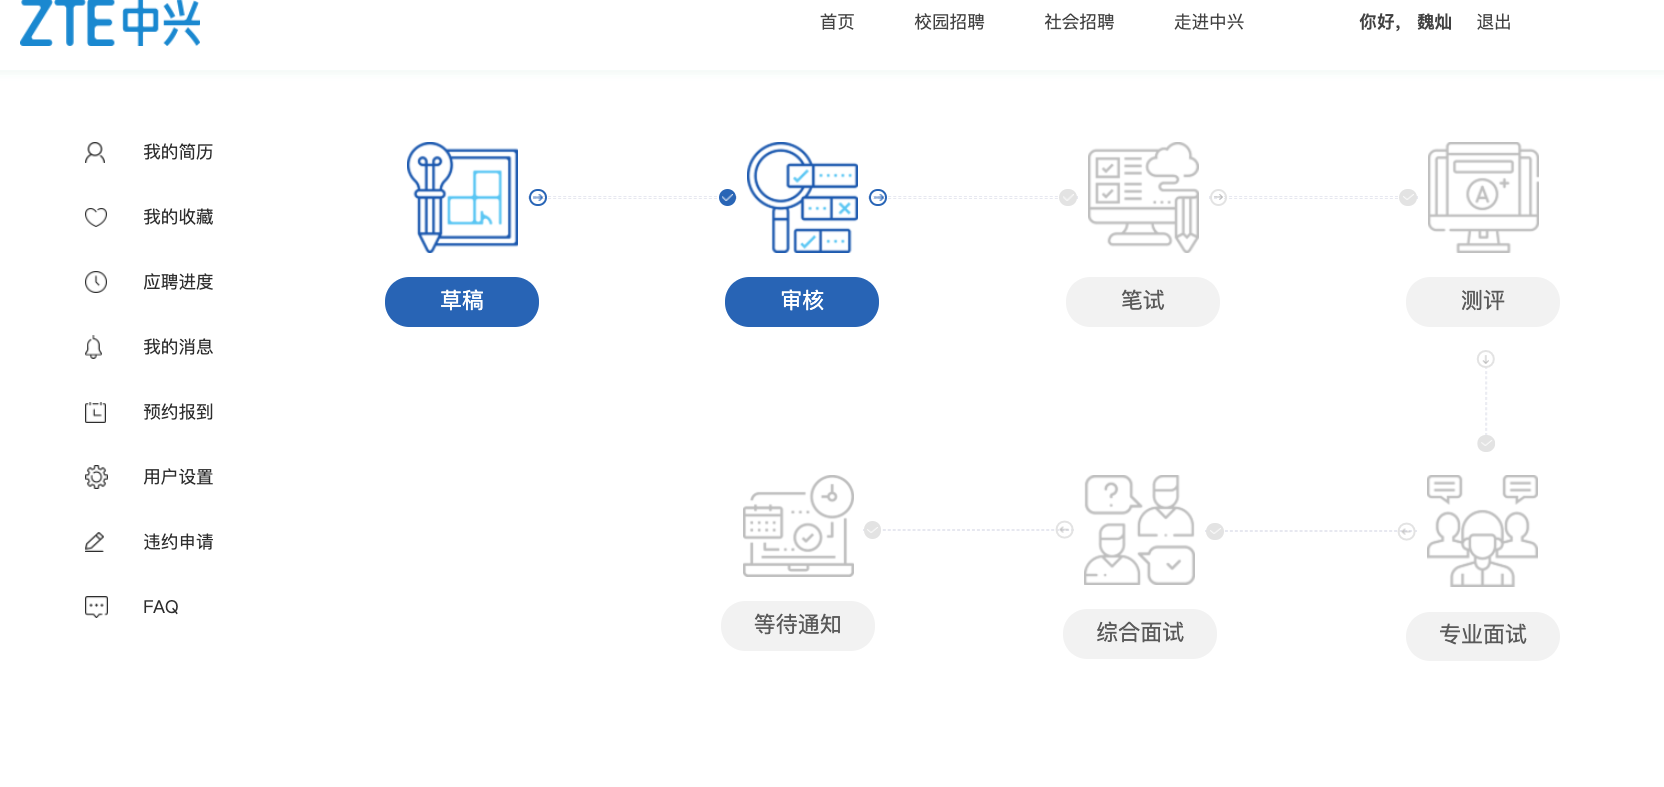 ZTE中兴
首页
校园招聘
社会招聘
走进中兴
你好， 魏灿
退出
我的简历
我的收藏
应聘进度
我的消息
预约报到
用户设置
违约申请
FAQ
草稿
审核
笔试
A+
测评
?
等待通知
综合面试
专业面试